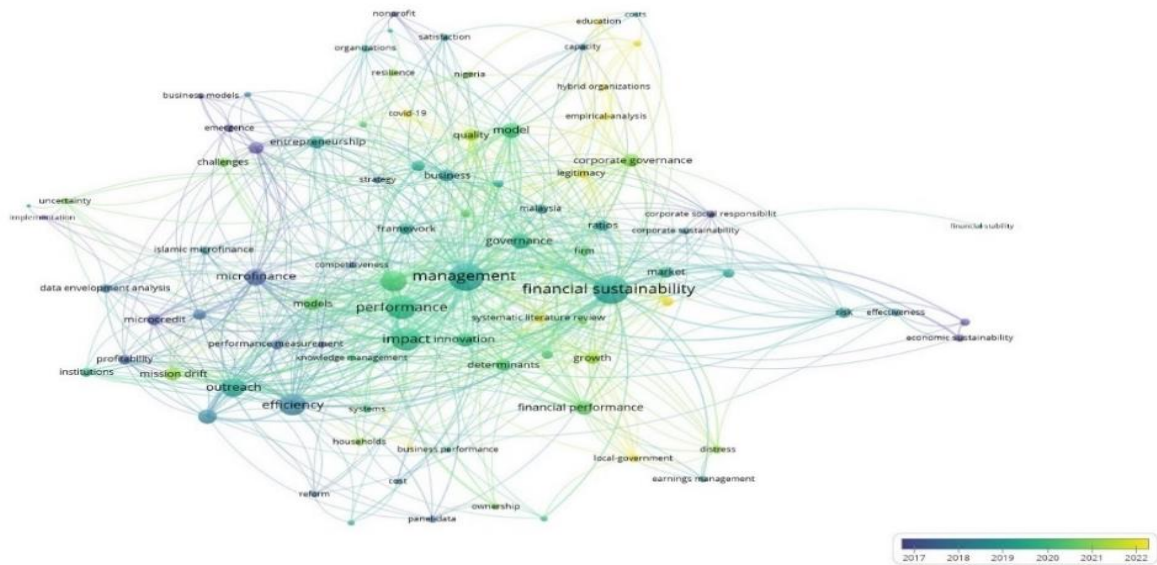 nonprofit
costs
education
organizations
satisfaction
capacity
resilience
nigeria
hybrid organizations
business models
covid-19
empirical-analysis
emergence
entrepreneurship
quality
model
challenges
corporate governance
strategy
business
legitimacy
uncertainty
malaysia
corporate social responsibilit
implementation
framework
ratios
corporate sustainability
financial stability
islamic microfinance
governance
firm
microfinance
competitiveness
management
market
data envelopment analysis
financial sustainability
models
performance
microcredit
systematic literature review
risk
effectiveness
performance measurement
impact
innovation
economic sustainability
profitability
knowledge management
growth
institutions
mission drift
determinants
outreach
efficiency
systems
financial performance
households
business performance
distress
local-government
cost
earnings management
reform
ownership
panel data
2017 2018 2019 2020 2021 2022